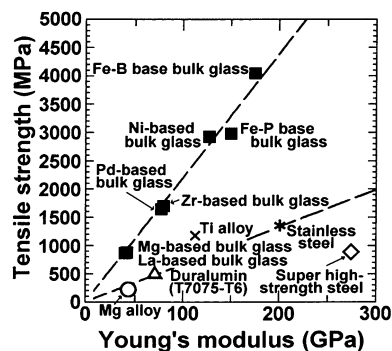 Tensile strength (MPa)
5000
4500
4000
3500
3000
2500
2000
1500
1000
500
0
Fe-B base bulk glass
Ni-based
bulk glass
Fe-P base
bulk glass
Pd-based
bulk glass
Zr-based bulk glass
Ti alloy
Stainless
steel
Mg-based bulk glass
La-based bulk glass
Duralumin
(T7075-T6)
Super high-
strength steel
Mg alloy
0 100 200 300
Young's modulus (GPa)